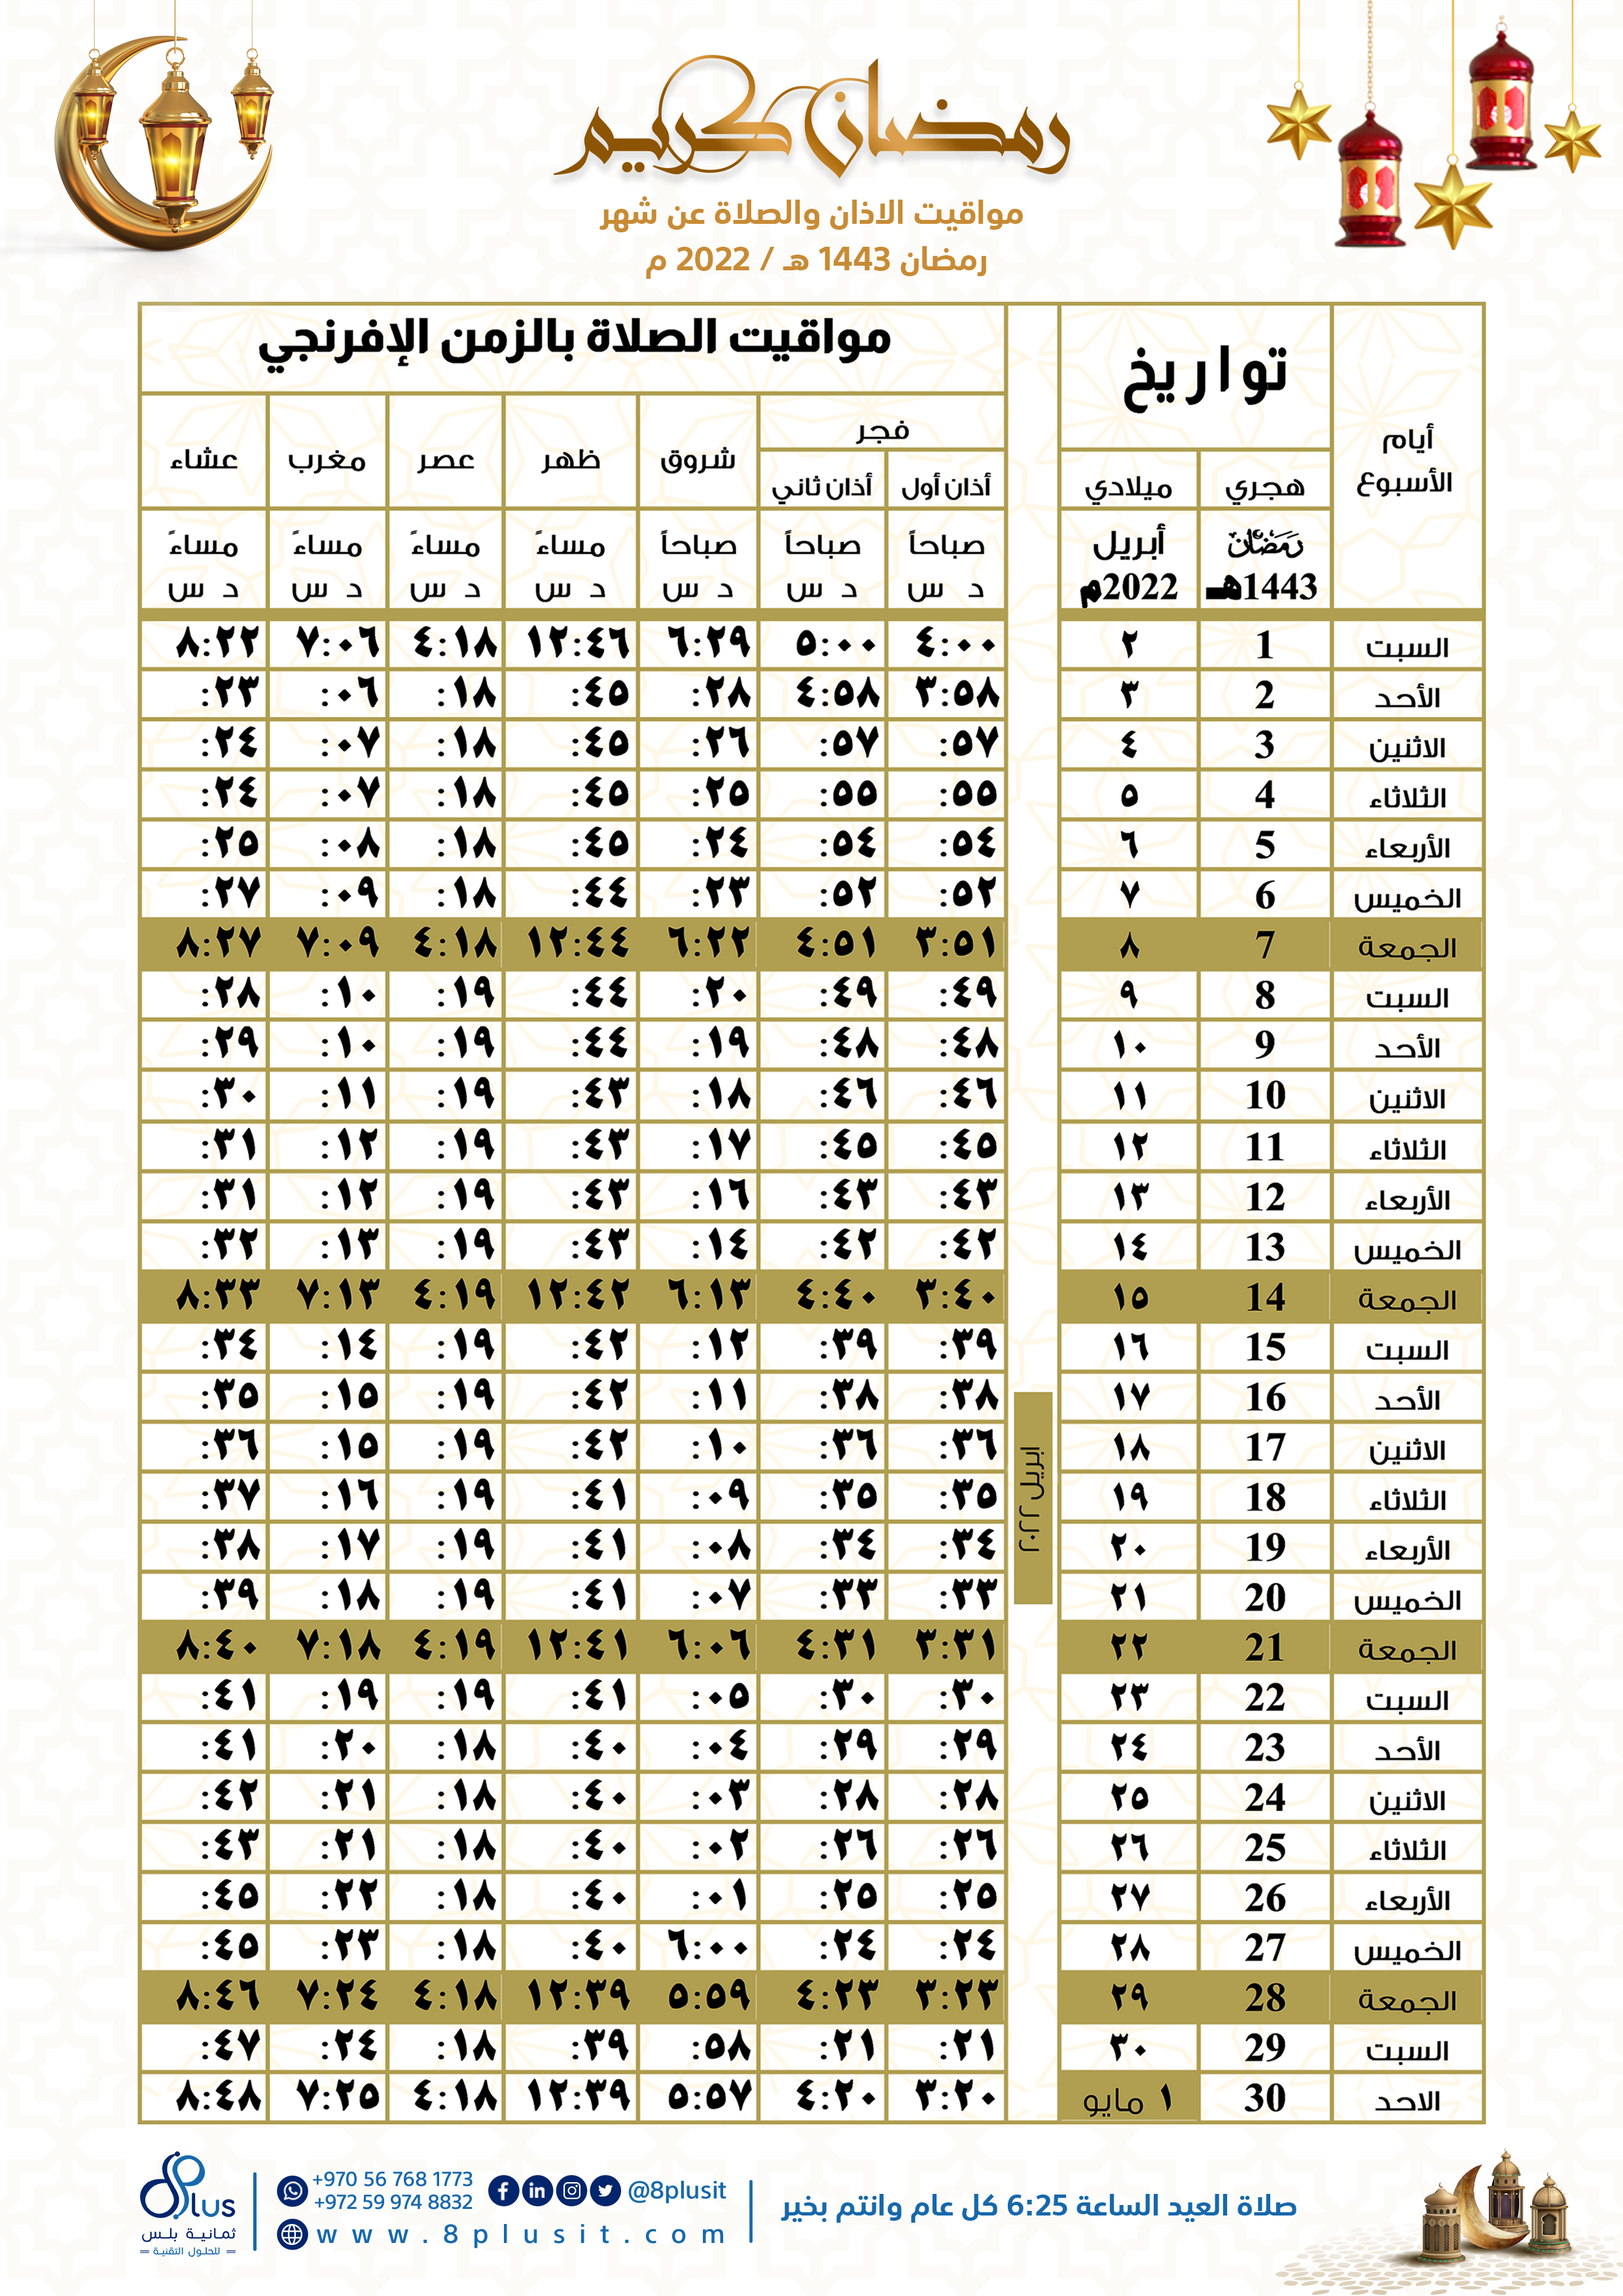 رمضان كريم
مواقيت الاذان والصلاة عن شهر
رمضان 1443 هـ / 2022 م
أيام الأسبوع
تواريخ
مواقيت الصلاة بالزمن الإفرنجي
هجري ميلادي
فجر شروق ظهر عصر مغرب عشاء
أذان أول أذان ثاني
رمضان 1443هـ أبريل 2022م
صباحاً صباحاً صباحاً مساءً مساءً مساءً مساءً
د س د س د س د س د س د س د س
السبت 1 ٢ ٤:٠٠ ٥:٠٠ ٦:٢٩ ١٢:٤٦ ٤:١٨ ٧:٠٦ ٨:٢٢
الأحد 2 ٣ ٣:٥٨ ٤:٥٨ :٢٨ :٤٥ :١٨ :٠٦ :٢٣
الاثنين 3 ٤ :٥٧ :٥٧ :٢٦ :٤٥ :١٨ :٠٧ :٢٤
الثلاثاء 4 ٥ :٥٥ :٥٥ :٢٥ :٤٥ :١٨ :٠٧ :٢٤
الأربعاء 5 ٦ :٥٤ :٥٤ :٢٤ :٤٥ :١٨ :٠٨ :٢٥
الخميس 6 ٧ :٥٢ :٥٢ :٢٣ :٤٤ :١٨ :٠٩ :٢٧
الجمعة 7 ٨ ٣:٥١ ٤:٥١ ٦:٢٢ ١٢:٤٤ ٤:١٨ ٧:٠٩ ٨:٢٧
السبت 8 ٩ :٤٩ :٤٩ :٢٠ :٤٤ :١٩ :١٠ :٢٨
الأحد 9 ١٠ :٤٨ :٤٨ :١٩ :٤٤ :١٩ :١٠ :٢٩
الاثنين 10 ١١ :٤٦ :٤٦ :١٨ :٤٣ :١٩ :١١ :٣٠
الثلاثاء 11 ١٢ :٤٥ :٤٥ :١٧ :٤٣ :١٩ :١٢ :٣١
الأربعاء 12 ١٣ :٤٣ :٤٣ :١٦ :٤٣ :١٩ :١٢ :٣١
الخميس 13 ١٤ :٤٢ :٤٢ :١٤ :٤٣ :١٩ :١٣ :٣٢
الجمعة 14 ١٥ ٣:٤٠ ٤:٤٠ ٦:١٣ ١٢:٤٢ ٤:١٩ ٧:١٣ ٨:٣٣
السبت 15 ١٦ :٣٩ :٣٩ :١٢ :٤٢ :١٩ :١٤ :٣٤
الأحد 16 ١٧ :٣٨ :٣٨ :١١ :٤٢ :١٩ :١٥ :٣٥
الاثنين 17 ١٨ :٣٦ :٣٦ :١٠ :٤٢ :١٩ :١٥ :٣٦
الثلاثاء 18 ١٩ :٣٥ :٣٥ :٠٩ :٤١ :١٩ :١٦ :٣٧
الأربعاء 19 ٢٠ :٣٤ :٣٤ :٠٨ :٤١ :١٩ :١٧ :٣٨
الخميس 20 ٢١ :٣٣ :٣٣ :٠٧ :٤١ :١٩ :١٨ :٣٩
الجمعة 21 ٢٢ ٣:٣١ ٤:٣١ ٦:٠٦ ١٢:٤١ ٤:١٩ ٧:١٨ ٨:٤٠
السبت 22 ٢٣ :٣٠ :٣٠ :٠٥ :٤١ :١٩ :١٩ :٤١
الأحد 23 ٢٤ :٢٩ :٢٩ :٠٤ :٤٠ :١٨ :٢٠ :٤١
الاثنين 24 ٢٥ :٢٨ :٢٨ :٠٣ :٤٠ :١٨ :٢١ :٤٢
الثلاثاء 25 ٢٦ :٢٦ :٢٦ :٠٢ :٤٠ :١٨ :٢١ :٤٣
الأربعاء 26 ٢٧ :٢٥ :٢٥ :٠١ :٤٠ :١٨ :٢٢ :٤٥
الخميس 27 ٢٨ :٢٤ :٢٤ ٦:٠٠ :٤٠ :١٨ :٢٣ :٤٥
الجمعة 28 ٢٩ ٣:٢٣ ٤:٢٣ ٥:٥٩ ١٢:٣٩ ٤:١٨ ٧:٢٤ ٨:٤٦
السبت 29 ٣٠ :٢١ :٢١ :٥٨ :٣٩ :١٨ :٢٤ :٤٧
الاحد 30 ١ مايو ٣:٢٠ ٤:٢٠ ٥:٥٧ ١٢:٣٩ ٤:١٨ ٧:٢٥ ٨:٤٨
ابريل ٢٠٢٢
صلاة العيد الساعة 6:25 كل عام وانتم بخير
@8plusit
+970 56 768 1773
+972 59 974 8832
www.8plusit.com
8Plus
ثمانية بلس
للحلول التقنية